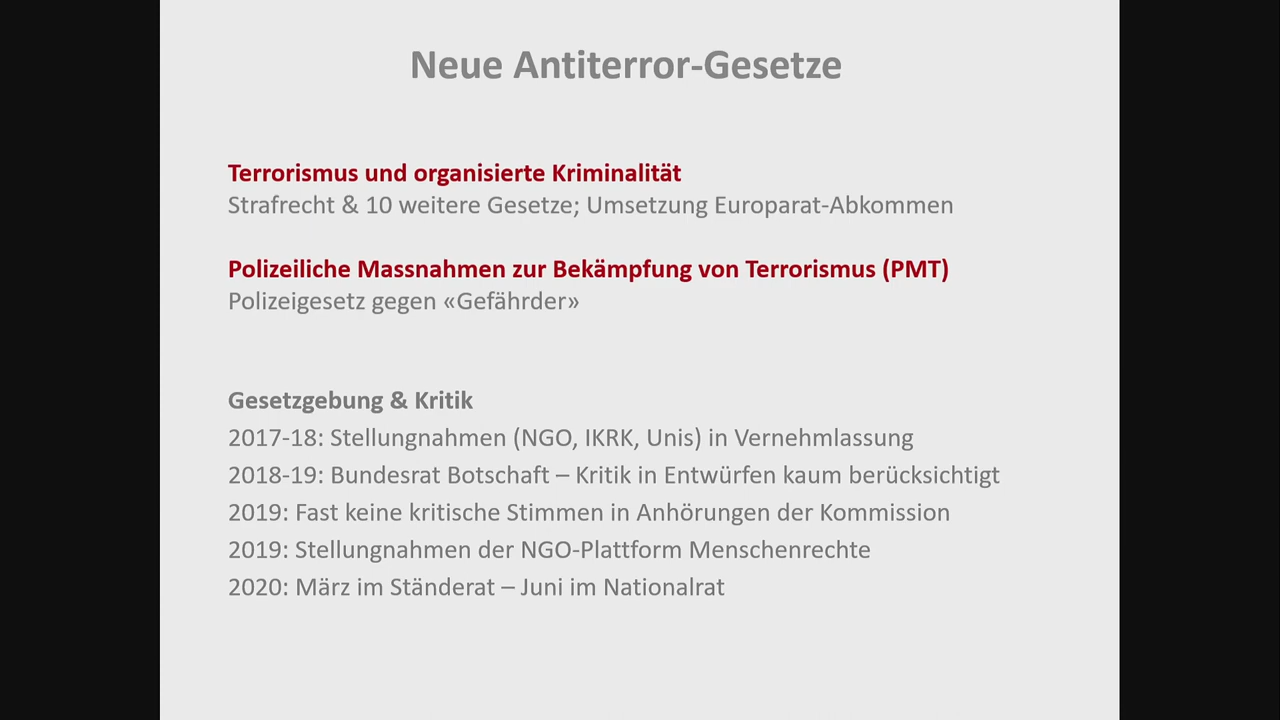 Neue Antiterror-Gesetze
Terrorismus und organisierte Kriminalität
Strafrecht & 10 weitere Gesetze; Umsetzung Europarat-Abkommen
Polizeiliche Massnahmen zur Bekämpfung von Terrorismus (PMT)
Polizeigesetz gegen «Gefährder»
Gesetzgebung & Kritik
2017-18: Stellungnahmen (NGO, IKRK, Unis) in Vernehmlassung
2018-19: Bundesrat Botschaft – Kritik in Entwürfen kaum berücksichtigt
2019: Fast keine kritische Stimmen in Anhörungen der Kommission
2019: Stellungnahmen der NGO-Plattform Menschenrechte
2020: März im Ständerat – Juni im Nationalrat